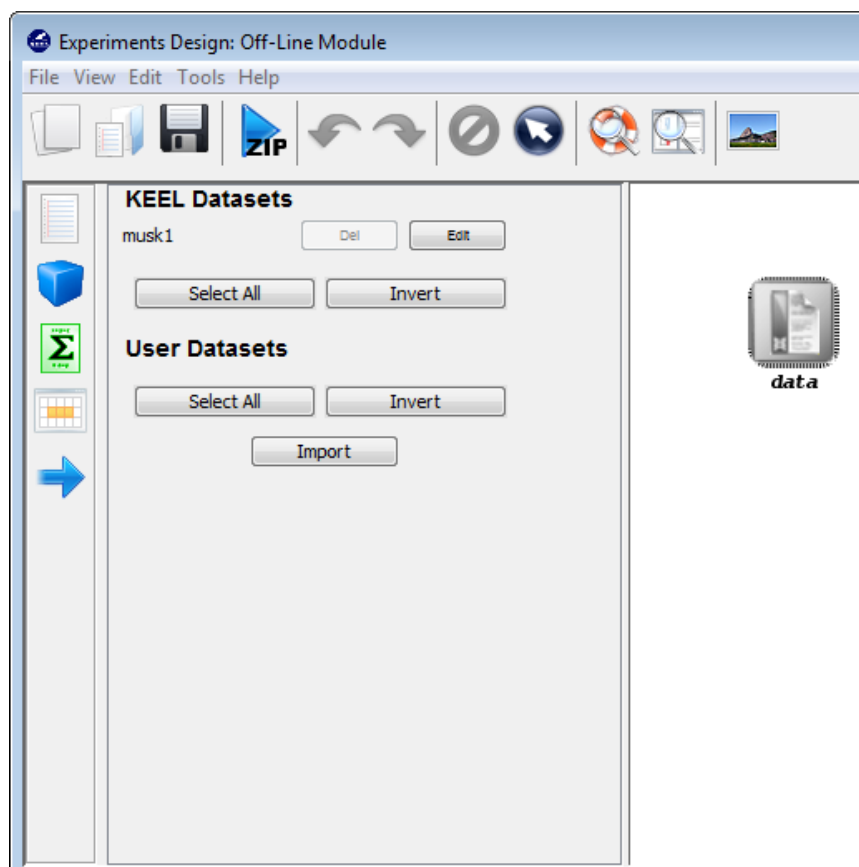 Experiments Design: Off-Line Module
File View Edit Tools Help
ZIP
KEEL Datasets
musk1 Del Edit
Select All Invert
User Datasets
Select All Invert
Import
Σ
data